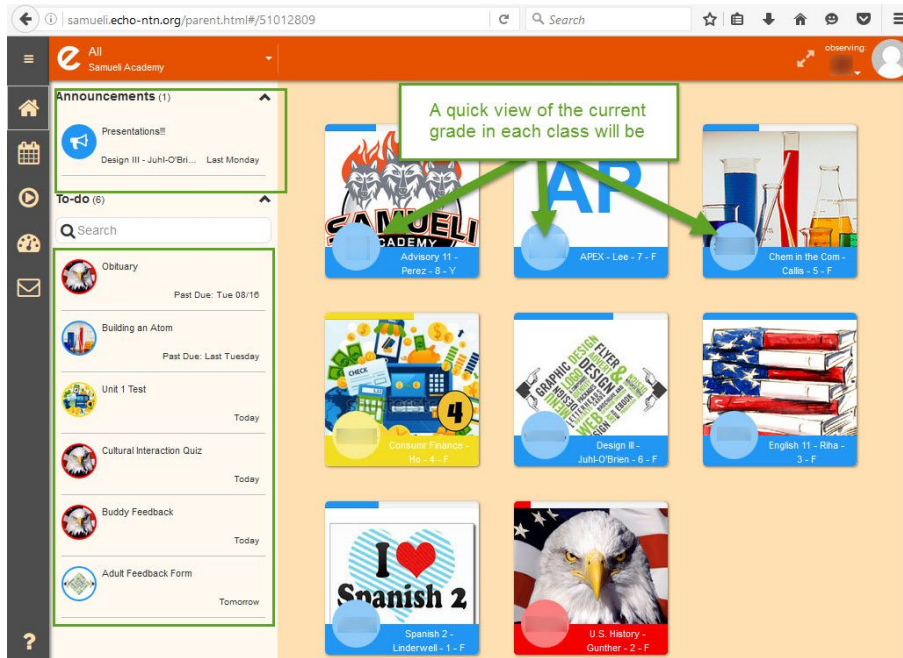 samueli.echo-ntn.org/parent.html#/51012809
Search
All
Samueli Academy
observing:
Announcements (1)
Presentations!!
Design III - Juhl-O'Bri... Last Monday
To-do (6)
Search
Obituary
Past Due: Tue 08/16
Building an Atom
Past Due: Last Tuesday
Unit 1 Test
Today
Cultural Interaction Quiz
Today
Buddy Feedback
Today
Adult Feedback Form
Tomorrow
?
A quick view of the current
grade in each class will be
SAMUELI
ACADEMY
Advisory 11 -
Perez - 8 - Y
AP
APEX - Lee - 7 - F
Chem in the Com -
Callis - 5 - F
CHECK
4
Consumr Finance -
Ho - 4 - F
GRAPHIC DESIGN
FLYER
LOGO
WEB
EBOOK
Design III -
Juhl-O'Brien - 6 - F
English 11 - Riha -
3 - F
I
Spanish 2
Spanish 2 -
Linderwell - 1 - F
U.S. History -
Gunther - 2 - F